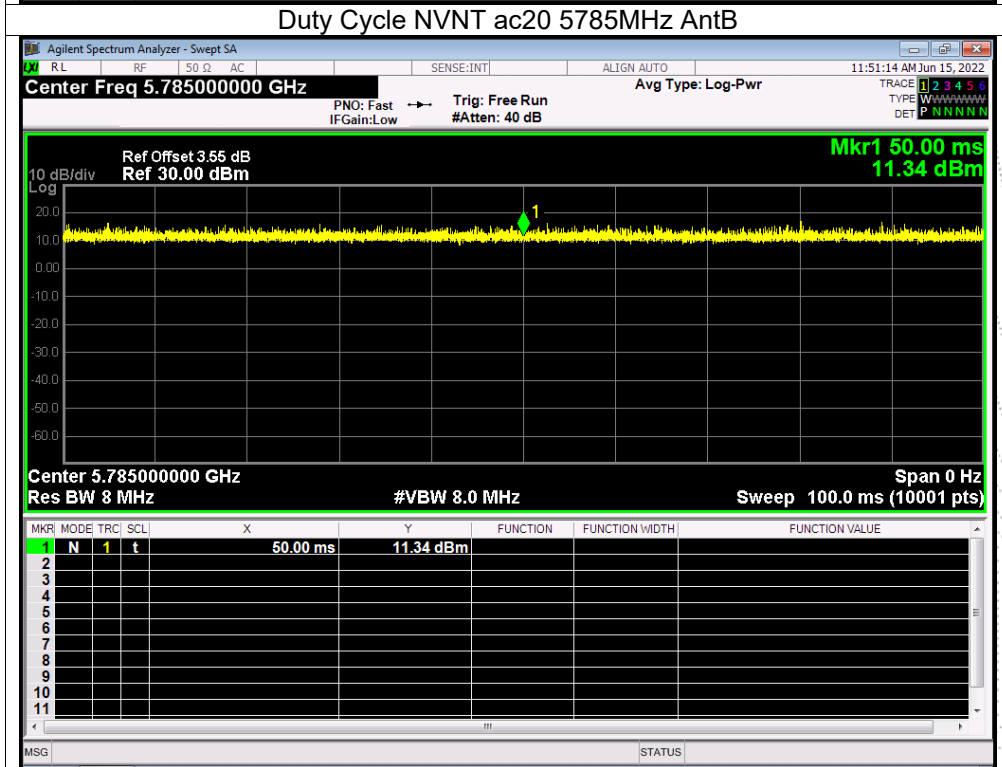 Duty Cycle NVNT ac20 5785MHz AntB
Agilent Spectrum Analyzer - Swept SA
LXI RL RF 50 Ω AC SENSE:INT ALIGN AUTO 11:51:14 AM Jun 15, 2022
Center Freq 5.785000000 GHz
PNO: Fast
IFGain:Low
Trig: Free Run
#Atten: 40 dB
Avg Type: Log-Pwr
TRACE 1 2 3 4 5 6
TYPE WWWWWW
DET P N N N N N
Mkr1 50.00 ms
11.34 dBm
Ref Offset 3.55 dB
10 dB/div Ref 30.00 dBm
Log
20.0
1
10.0
0.00
-10.0
-20.0
-30.0
-40.0
-50.0
-60.0
Center 5.785000000 GHz Span 0 Hz
Res BW 8 MHz #VBW 8.0 MHz Sweep 100.0 ms (10001 pts)
MKR MODE TRC SCL X Y FUNCTION FUNCTION WIDTH FUNCTION VALUE
1 N 1 t 50.00 ms 11.34 dBm
2
3
4
5
6
7
8
9
10
11
MSG STATUS